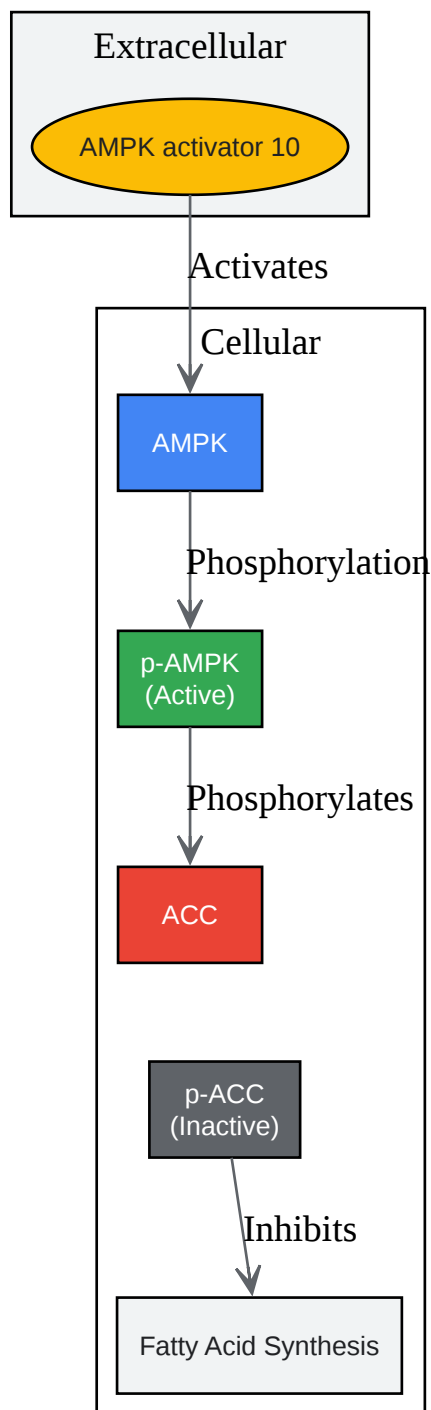 Extracellular
AMPK activator 10
Activates
Cellular
AMPK
Phosphorylation
p-AMPK
(Active)
Phosphorylates
ACC
p-ACC
(Inactive)
Inhibits
Fatty Acid Synthesis